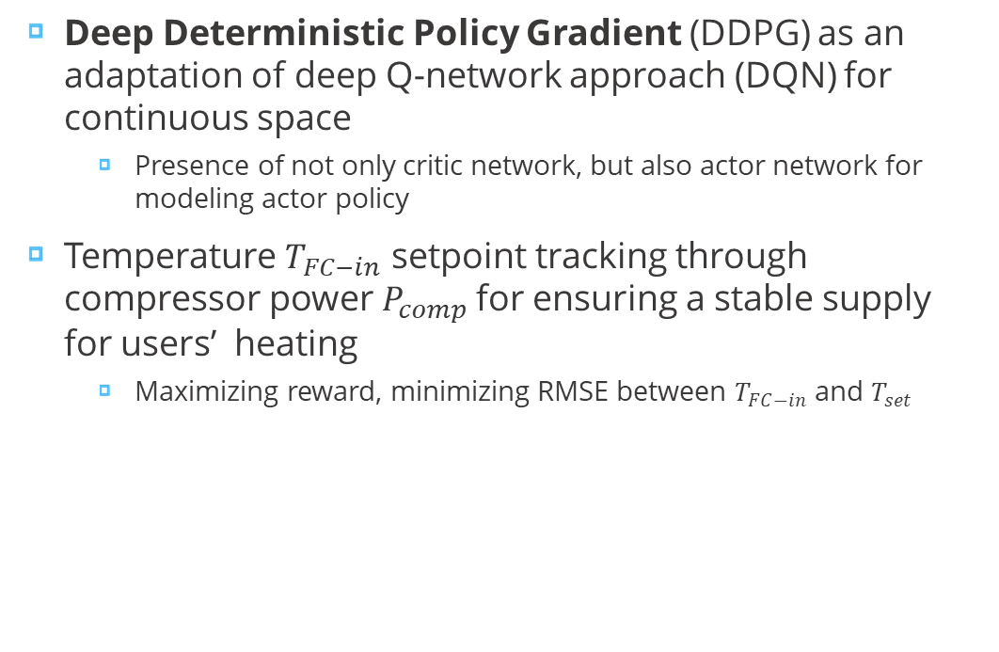 Deep Deterministic Policy Gradient (DDPG) as an
adaptation of deep Q-network approach (DQN) for
continuous space
Presence of not only critic network, but also actor network for
modeling actor policy
Temperature T_{FC−in} setpoint tracking through
compressor power P_{comp} for ensuring a stable supply
for users’ heating
Maximizing reward, minimizing RMSE between T_{FC−in} and T_{set}